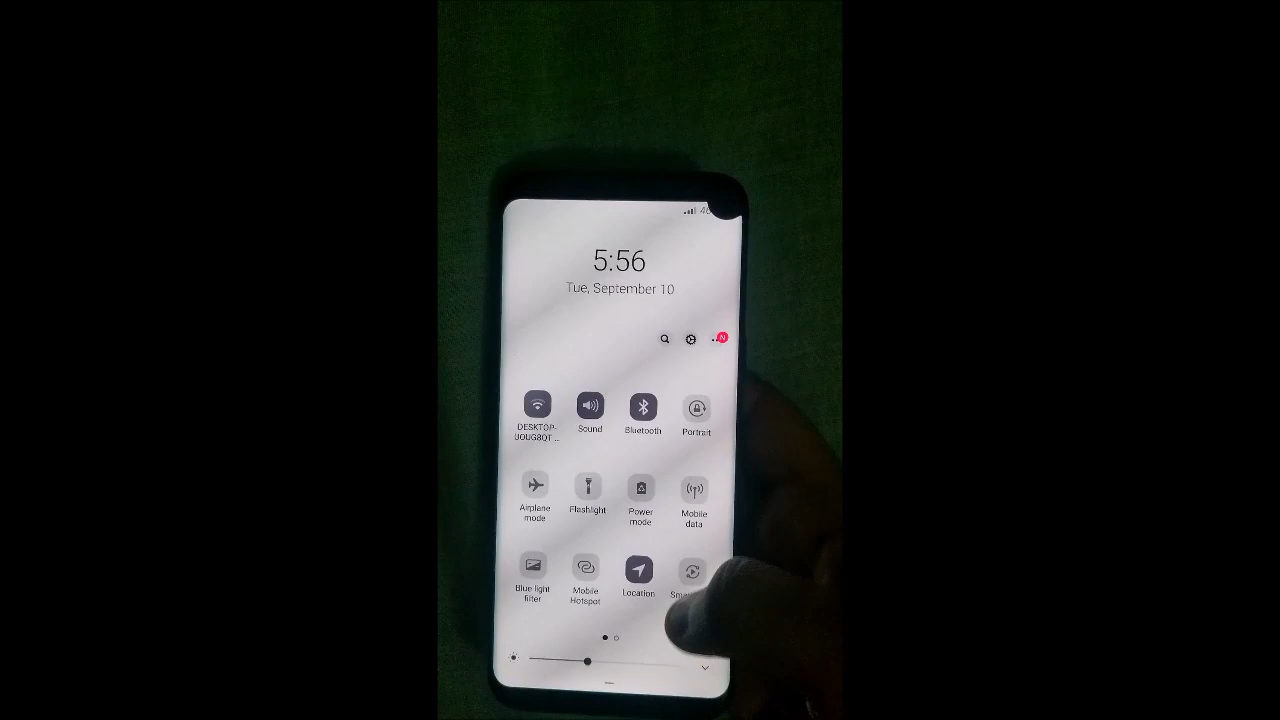 5:56
Tue, September 10
N
DESKTOP-
UOUG8QT ...
Sound
Bluetooth
Portrait
Airplane
mode
Flashlight
Power
mode
Mobile
data
Blue light
filter
Mobile
Hotspot
Location